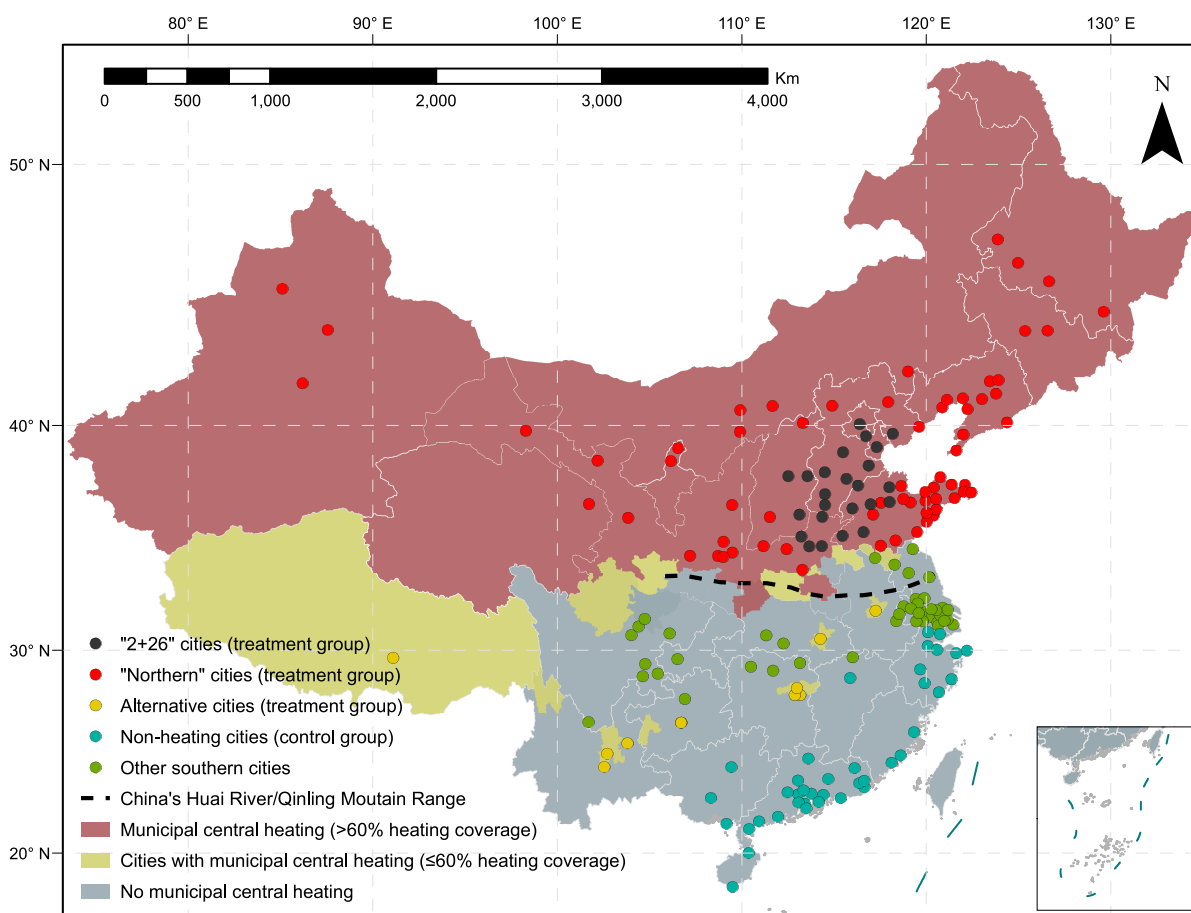 80° E 90° E 100° E 110° E 120° E 130° E
Km
0 500 1,000 2,000 3,000 4,000
N
50° N
40° N
30° N
20° N
"2+26" cities (treatment group)
"Northern" cities (treatment group)
Alternative cities (treatment group)
Non-heating cities (control group)
Other southern cities
China's Huai River/Qinling Moutain Range
Municipal central heating (>60% heating coverage)
Cities with municipal central heating (≤60% heating coverage)
No municipal central heating